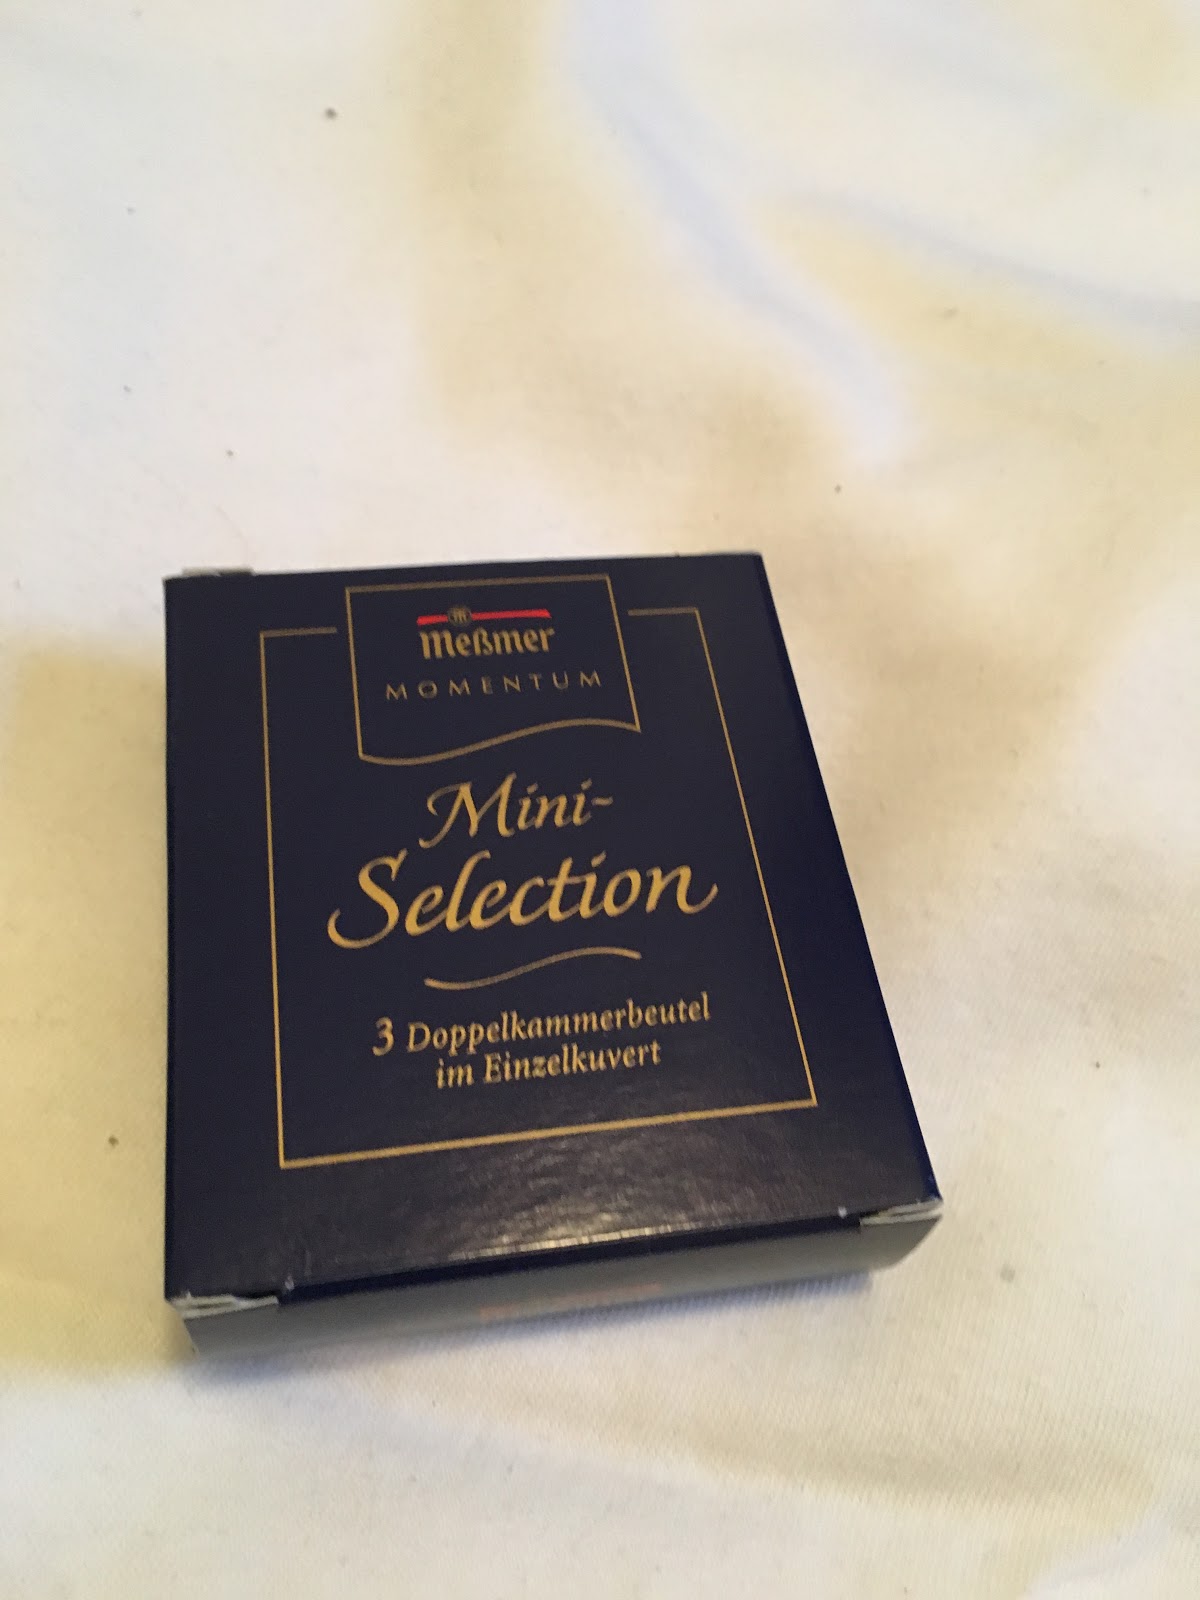 Meßmer
MOMENTUM
Mini-
Selection
3 Doppelkammerbeutel
im Einzelkuvert